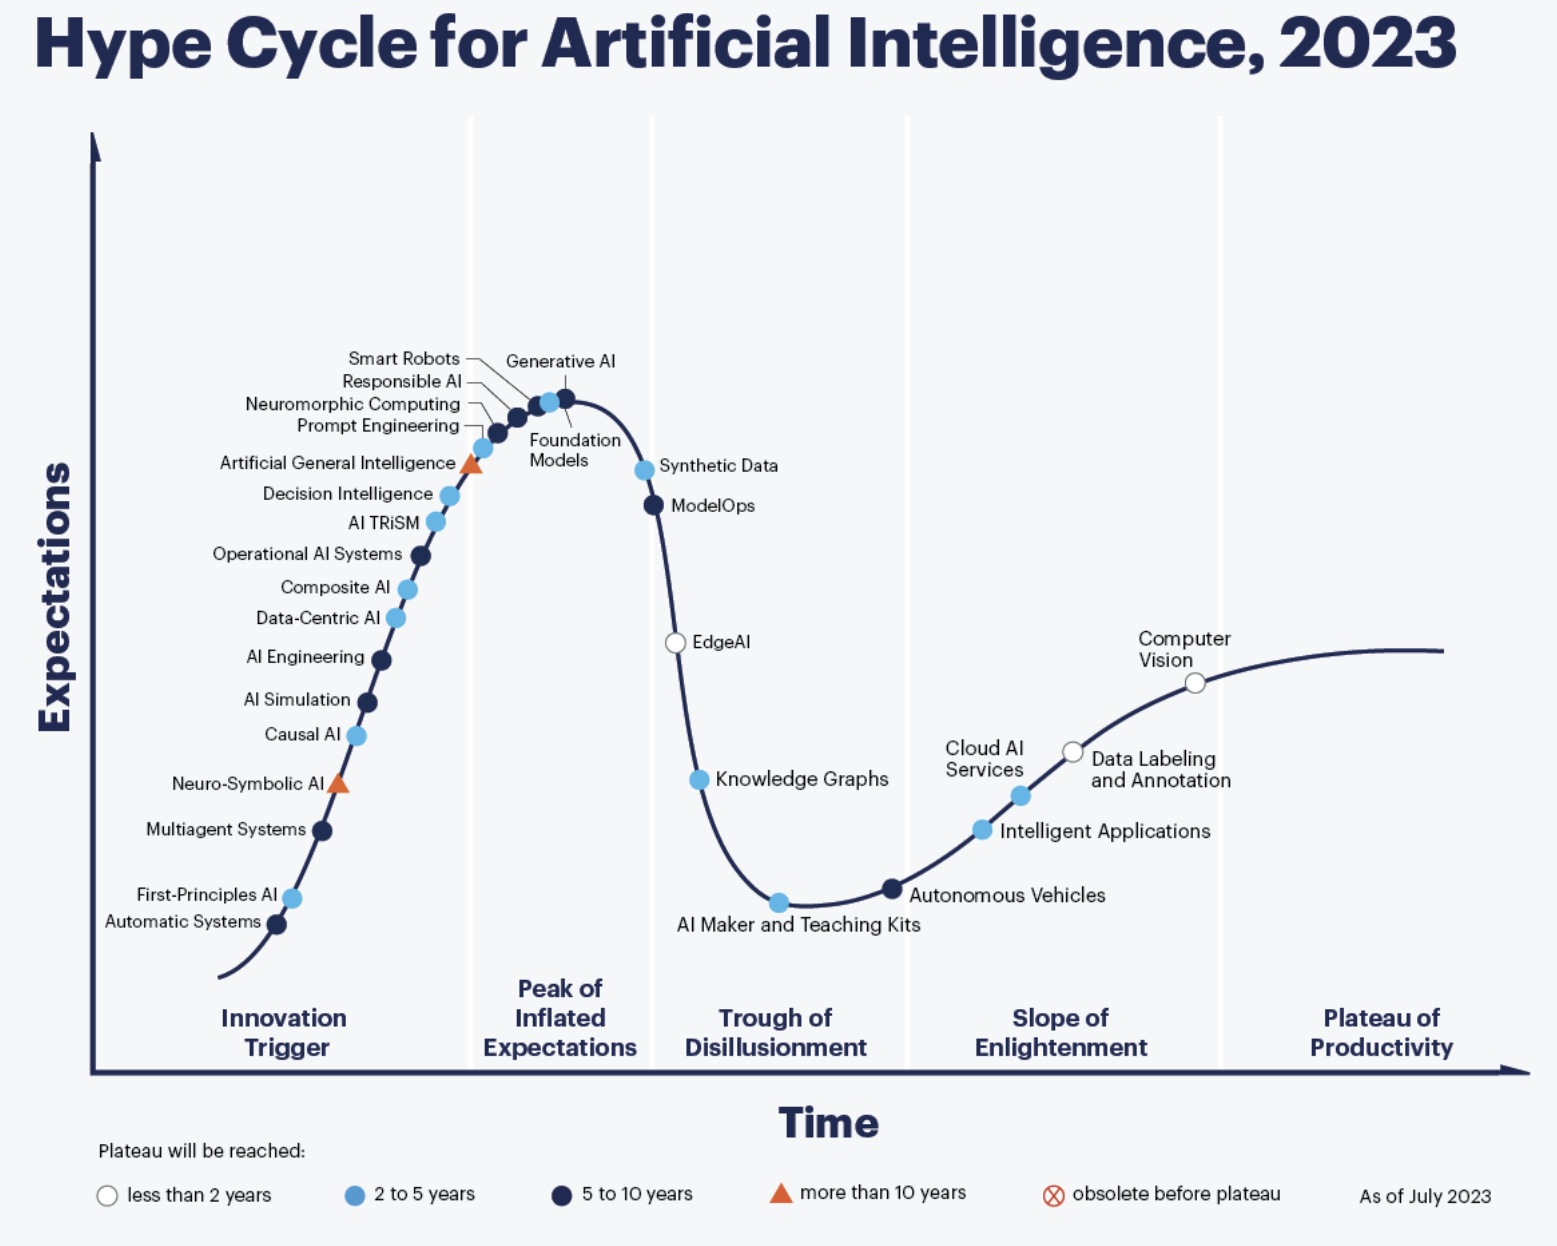 Hype Cycle for Artificial Intelligence, 2023
Expectations
Smart Robots
Generative AI
Responsible AI
Neuromorphic Computing
Prompt Engineering
Foundation
Models
Artificial General Intelligence
Decision Intelligence
AI TRiSM
Operational AI Systems
Composite AI
Data-Centric AI
AI Engineering
AI Simulation
Causal AI
Neuro-Symbolic AI
Multiagent Systems
First-Principles AI
Automatic Systems
Synthetic Data
ModelOps
EdgeAI
Knowledge Graphs
AI Maker and Teaching Kits
Autonomous Vehicles
Intelligent Applications
Cloud AI
Services
Data Labeling
and Annotation
Computer
Vision
Innovation
Trigger
Peak of
Inflated
Expectations
Trough of
Disillusionment
Slope of
Enlightenment
Plateau of
Productivity
Time
Plateau will be reached:
less than 2 years
2 to 5 years
5 to 10 years
more than 10 years
obsolete before plateau
As of July 2023